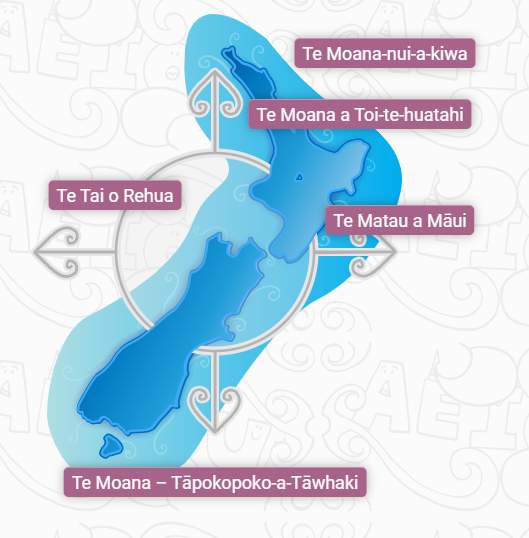 Te Moana-nui-a-kiwa
Te Moana a Toi-te-huatahi
Te Tai o Rehua
Te Matau a Māui
Te Moana – Tāpokopoko-a-Tāwhaki